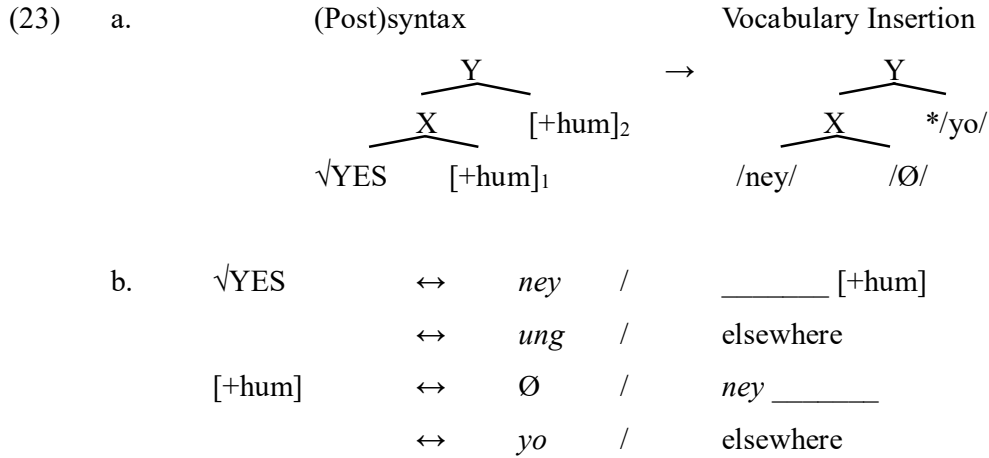 (23) a. (Post)syntax Vocabulary Insertion
Y → Y
X [+hum]₂ X */yo/
√YES [+hum]₁ /ney/ /Ø/
b. √YES ↔ ney / _______ [+hum]
↔ ung / elsewhere
[+hum] ↔ Ø / ney _______
↔ yo / elsewhere